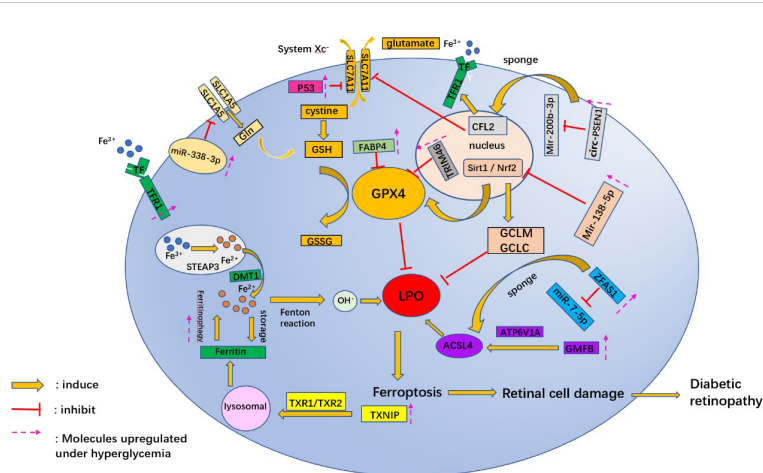 System Xc-
SLC7A11
SLC7A11
glutamate
Fe³⁺
TF
TFR1
sponge
P53
SLC1A5
SLC1A5
Gln
cystine
GSH
FABP4
TRIM46
CFL2
nucleus
Sirt1 / Nrf2
Mir-200b-3p
circ-PSEN1
Fe³⁺
TF
TFR1
miR-338-3p
GPX4
GSSG
Mir-138-5p
GCLM
GCLC
Fe³⁺
Fe²⁺
STEAP3
DMT1
Fe²⁺
Ferritinophagy
storage
Ferritin
Fenton
reaction
OH⁻
LPO
sponge
ZFAS1
miR-7-5p
ACSL4
ATP6V1A
GMFB
lysosomal
TXR1/TXR2
TXNIP
Ferroptosis
Retinal cell damage
Diabetic
retinopathy
: induce
: inhibit
: Molecules upregulated
under hyperglycemia